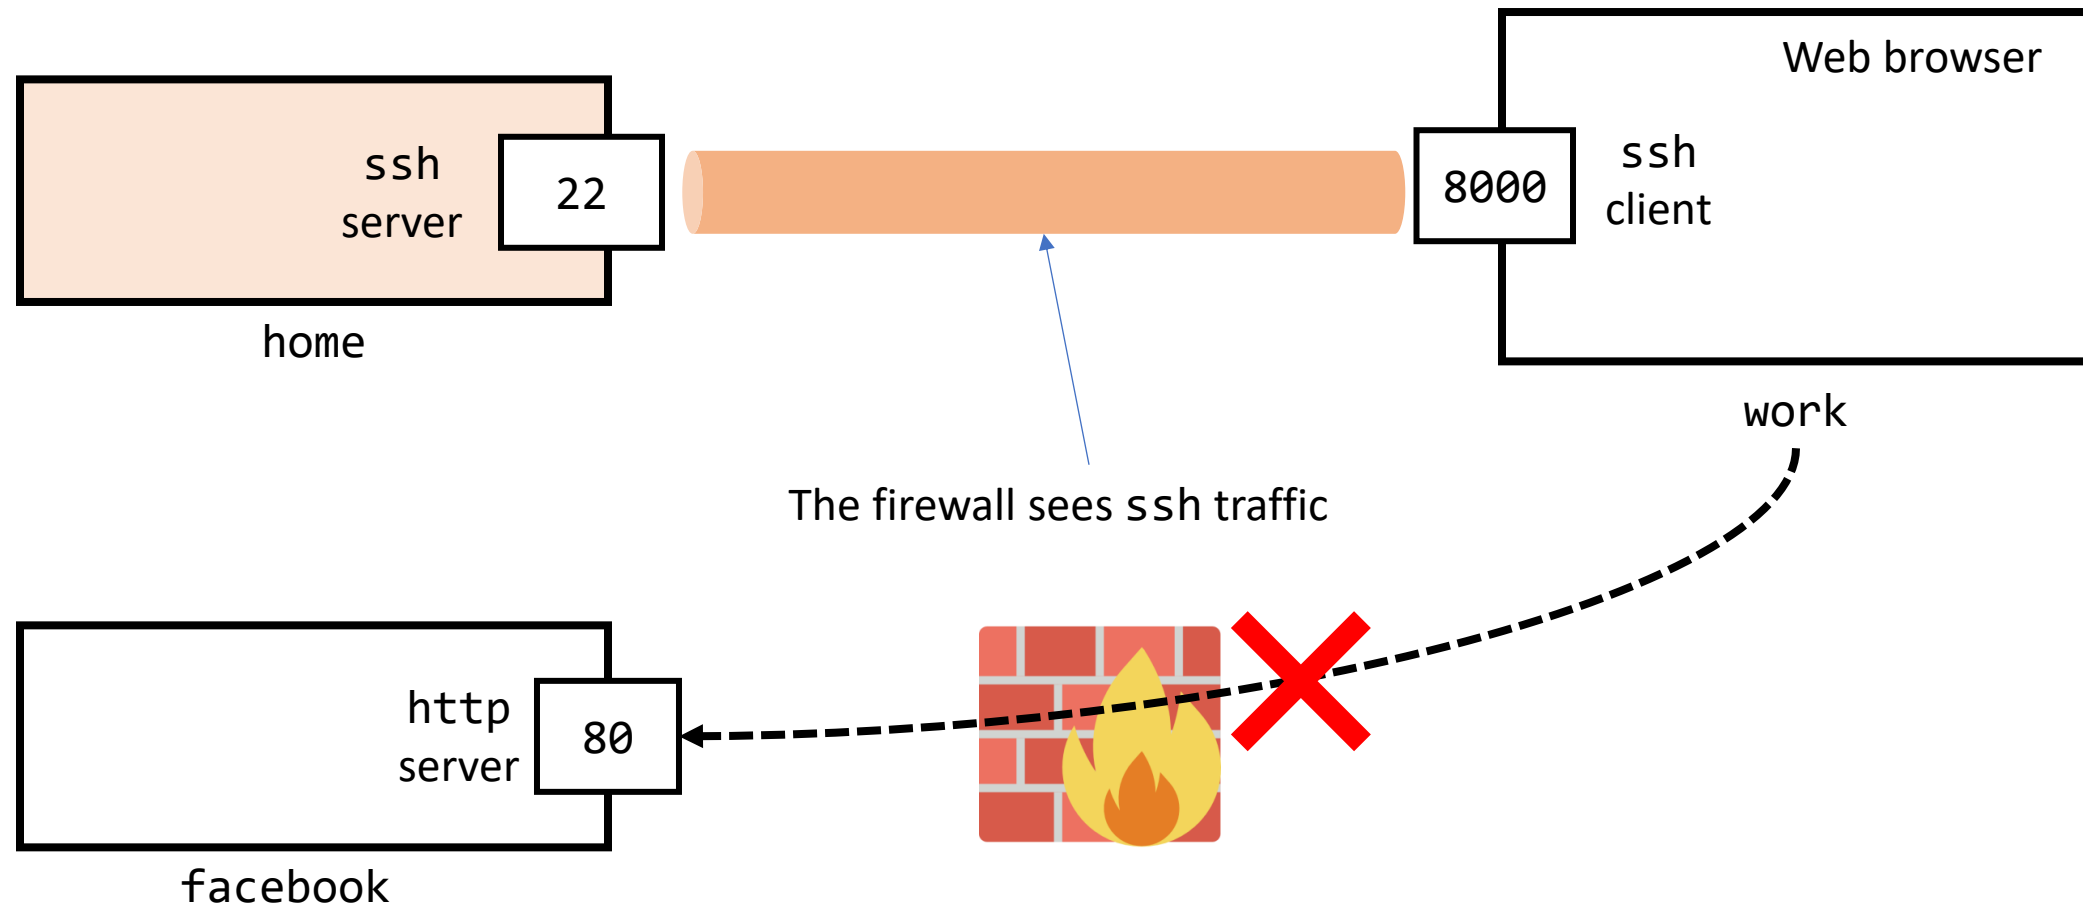 Web browser
ssh
server
22
8000
ssh
client
home
work
The firewall sees ssh traffic
http
server
80
facebook